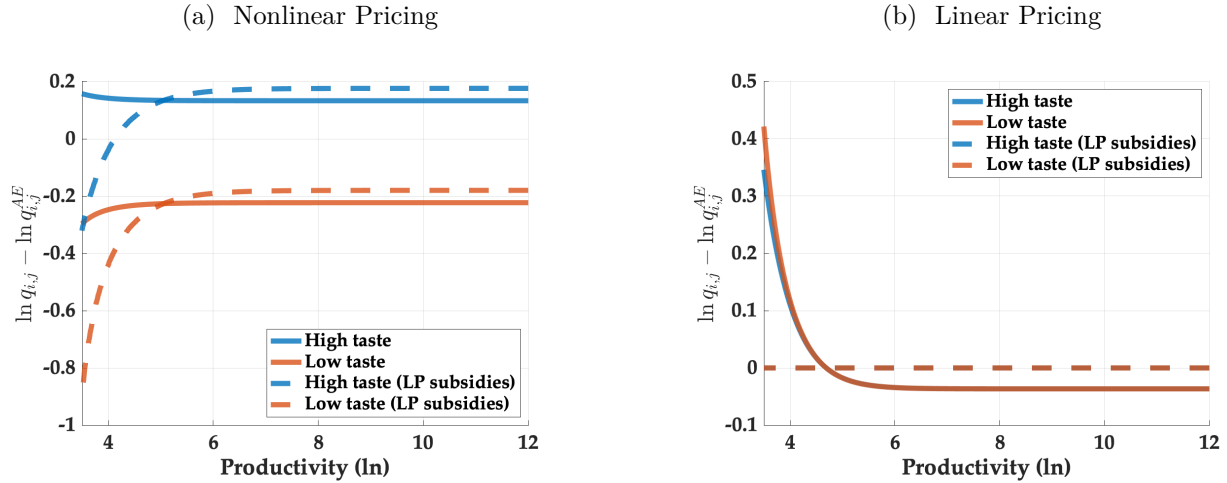 (a) Nonlinear Pricing
ln q_{i,j} − ln q_{i,j}^{AE}
0.2
0
-0.2
-0.4
-0.6
-0.8
-1
4
6
8
10
12
Productivity (ln)
High taste
Low taste
High taste (LP subsidies)
Low taste (LP subsidies)
(b) Linear Pricing
ln q_{i,j} − ln q_{i,j}^{AE}
0.5
0.4
0.3
0.2
0.1
0
-0.1
4
6
8
10
12
Productivity (ln)
High taste
Low taste
High taste (LP subsidies)
Low taste (LP subsidies)